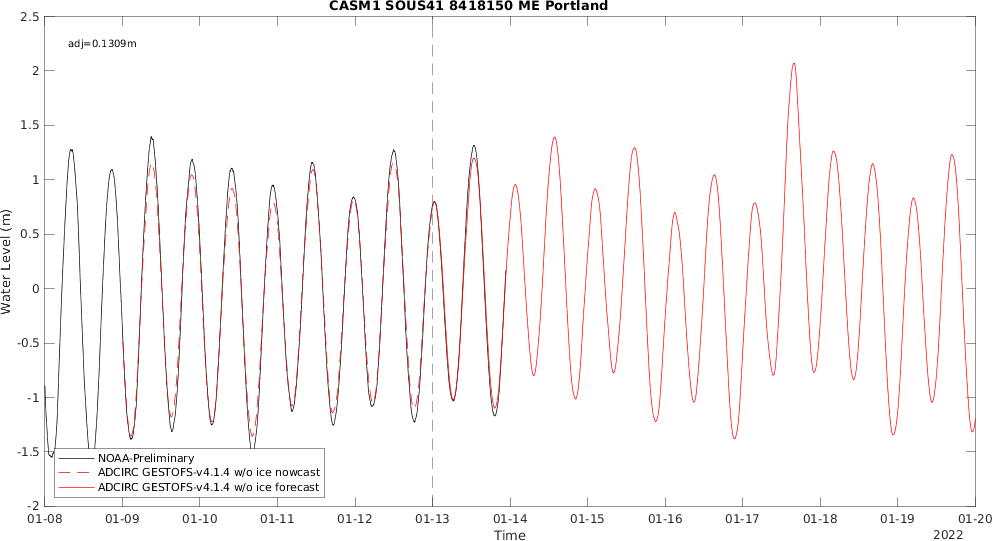 CASM1 SOUS41 8418150 ME Portland
adj=0.1309m
2.5
2
1.5
1
0.5
0
-0.5
-1
-1.5
-2
Water Level (m)
NOAA-Preliminary
ADCIRC GESTOFS-v4.1.4 w/o ice nowcast
ADCIRC GESTOFS-v4.1.4 w/o ice forecast
01-08 01-09 01-10 01-11 01-12 01-13 01-14 01-15 01-16 01-17 01-18 01-19 01-20
Time
2022